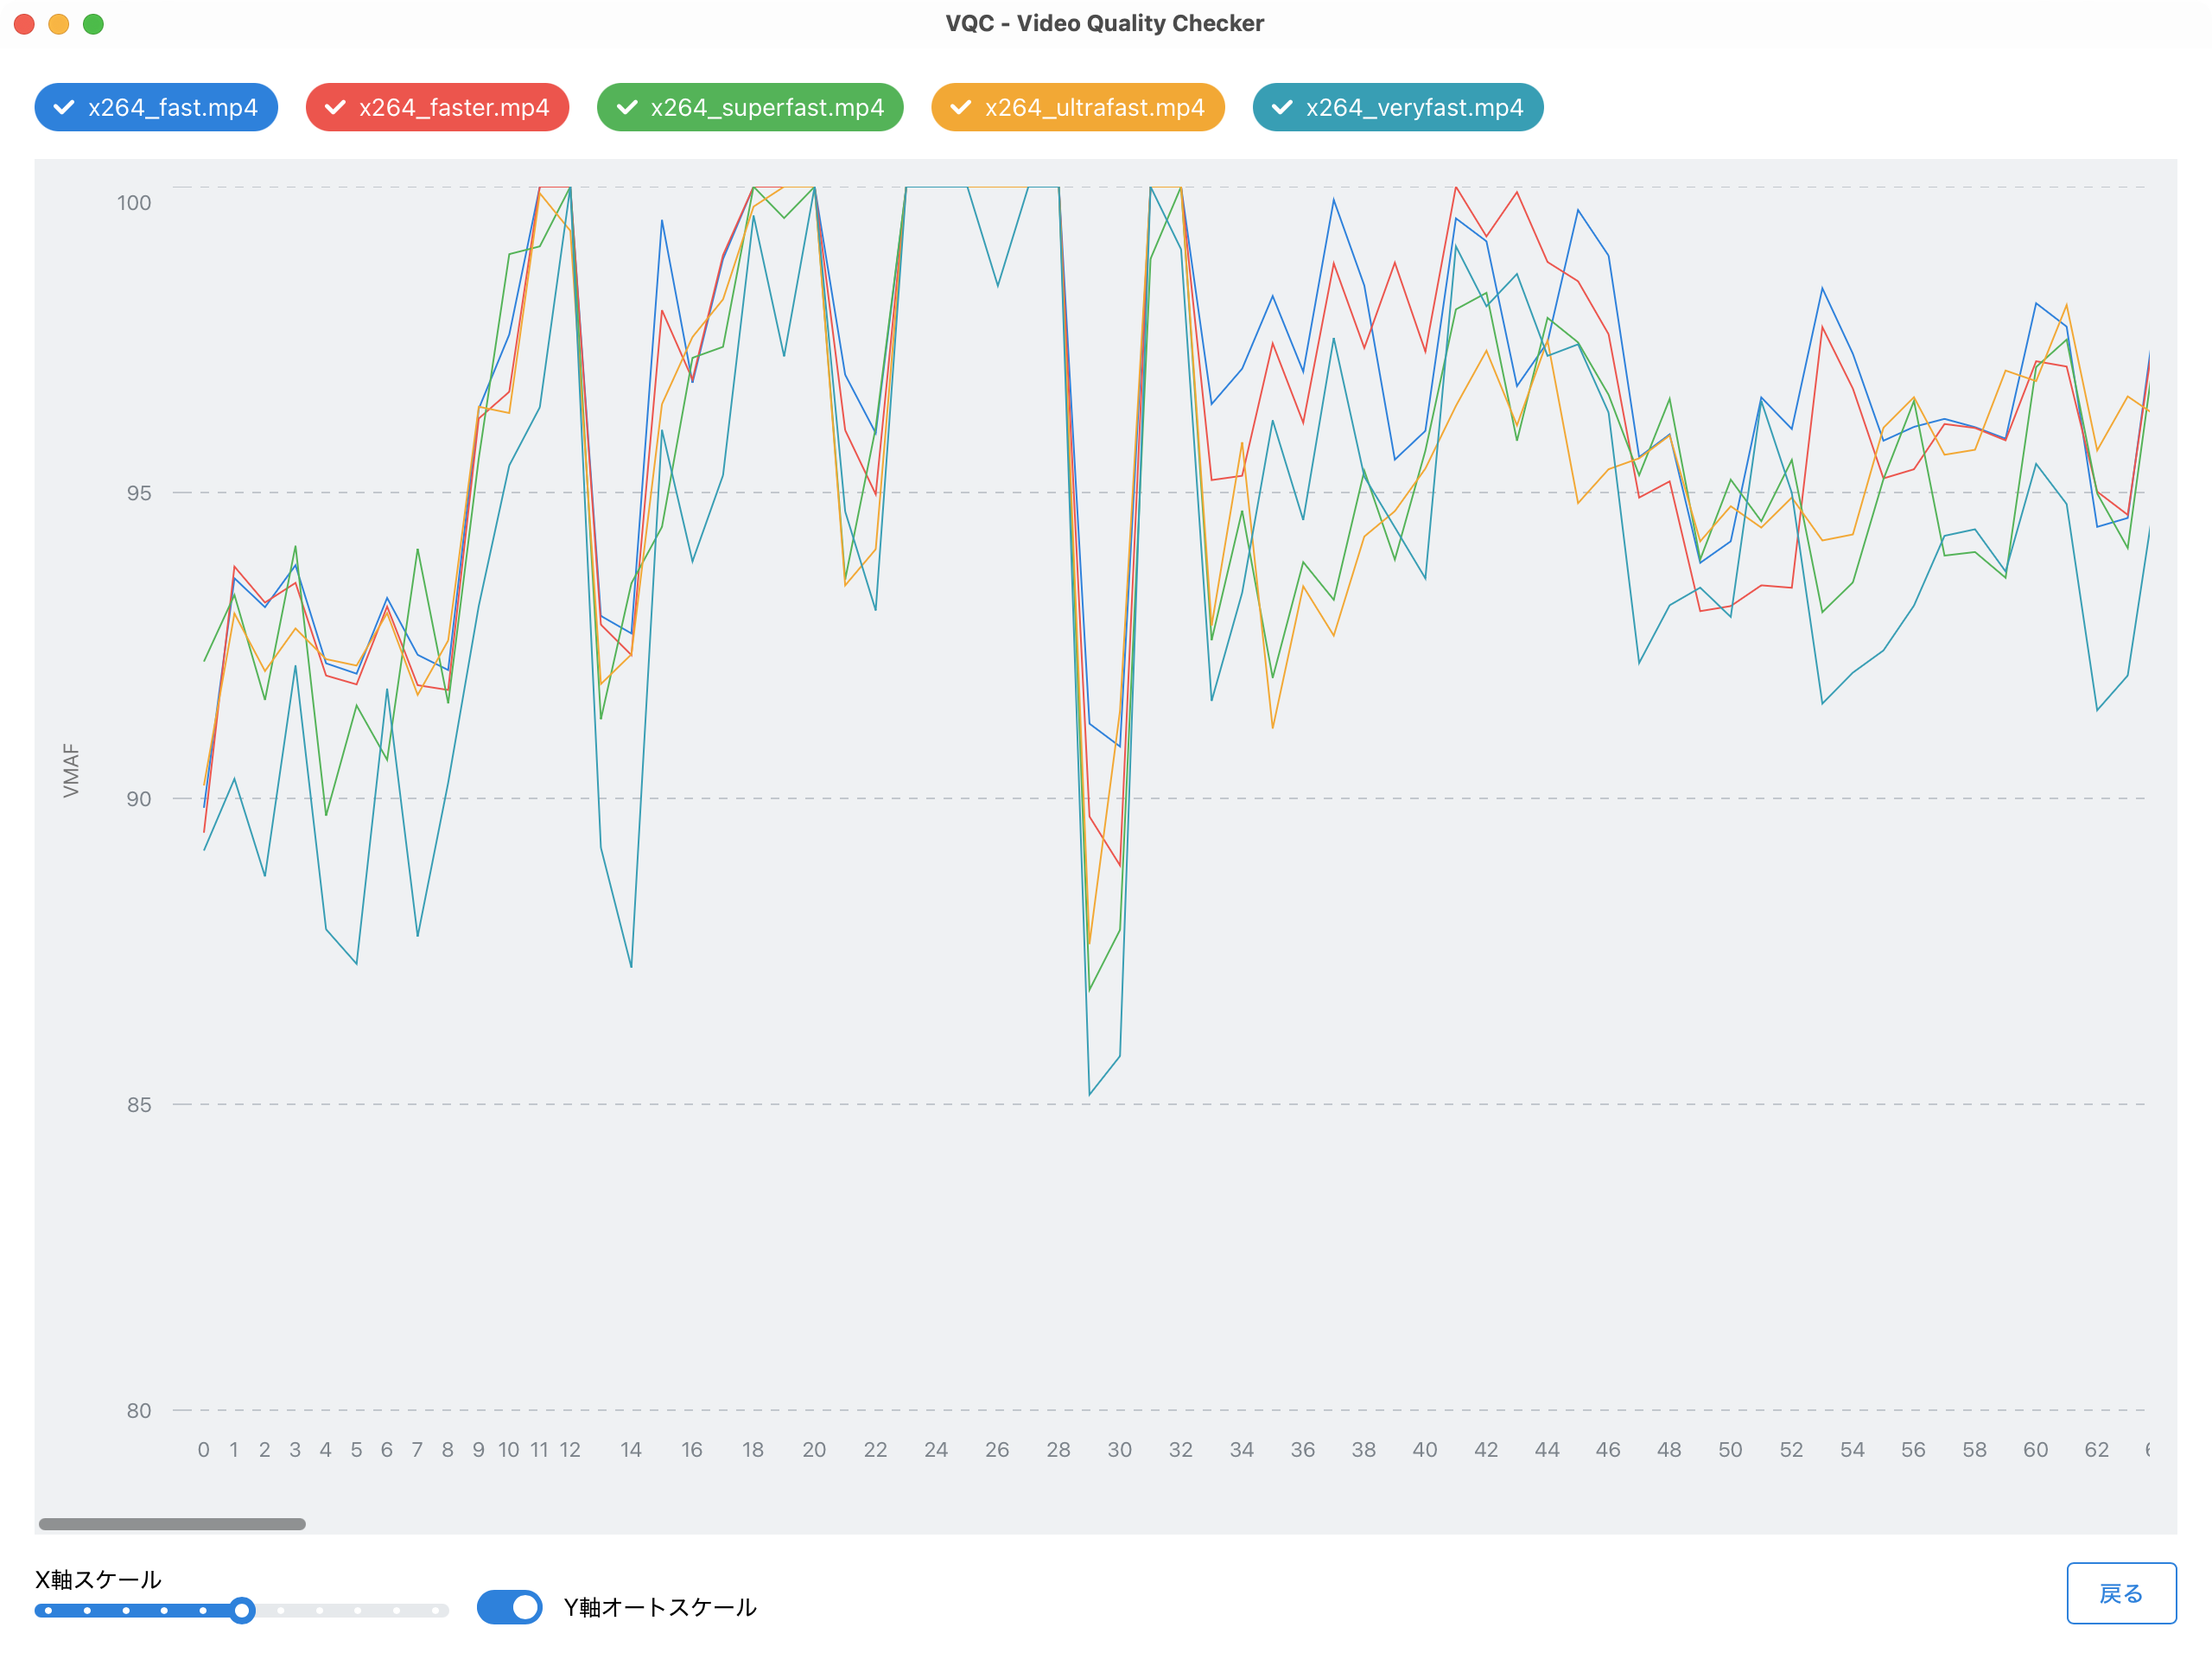 VQC - Video Quality Checker
x264_fast.mp4 x264_faster.mp4 x264_superfast.mp4 x264_ultrafast.mp4 x264_veryfast.mp4
100
95
90
85
80
VMAF
0 1 2 3 4 5 6 7 8 9 10 11 12 14 16 18 20 22 24 26 28 30 32 34 36 38 40 42 44 46 48 50 52 54 56 58 60 62
X軸スケール
Y軸オートスケール
戻る